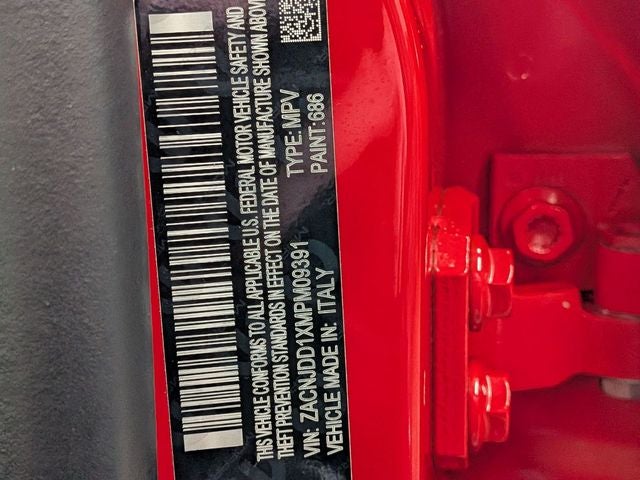 THIS VEHICLE CONFORMS TO ALL APPLICABLE U.S. FEDERAL MOTOR VEHICLE SAFETY AND
THEFT PREVENTION STANDARDS IN EFFECT ON THE DATE OF MANUFACTURE SHOWN ABOVE
VIN: ZACNJDD1XMPM09391 TYPE: MPV
VEHICLE MADE IN: ITALY PAINT: 686